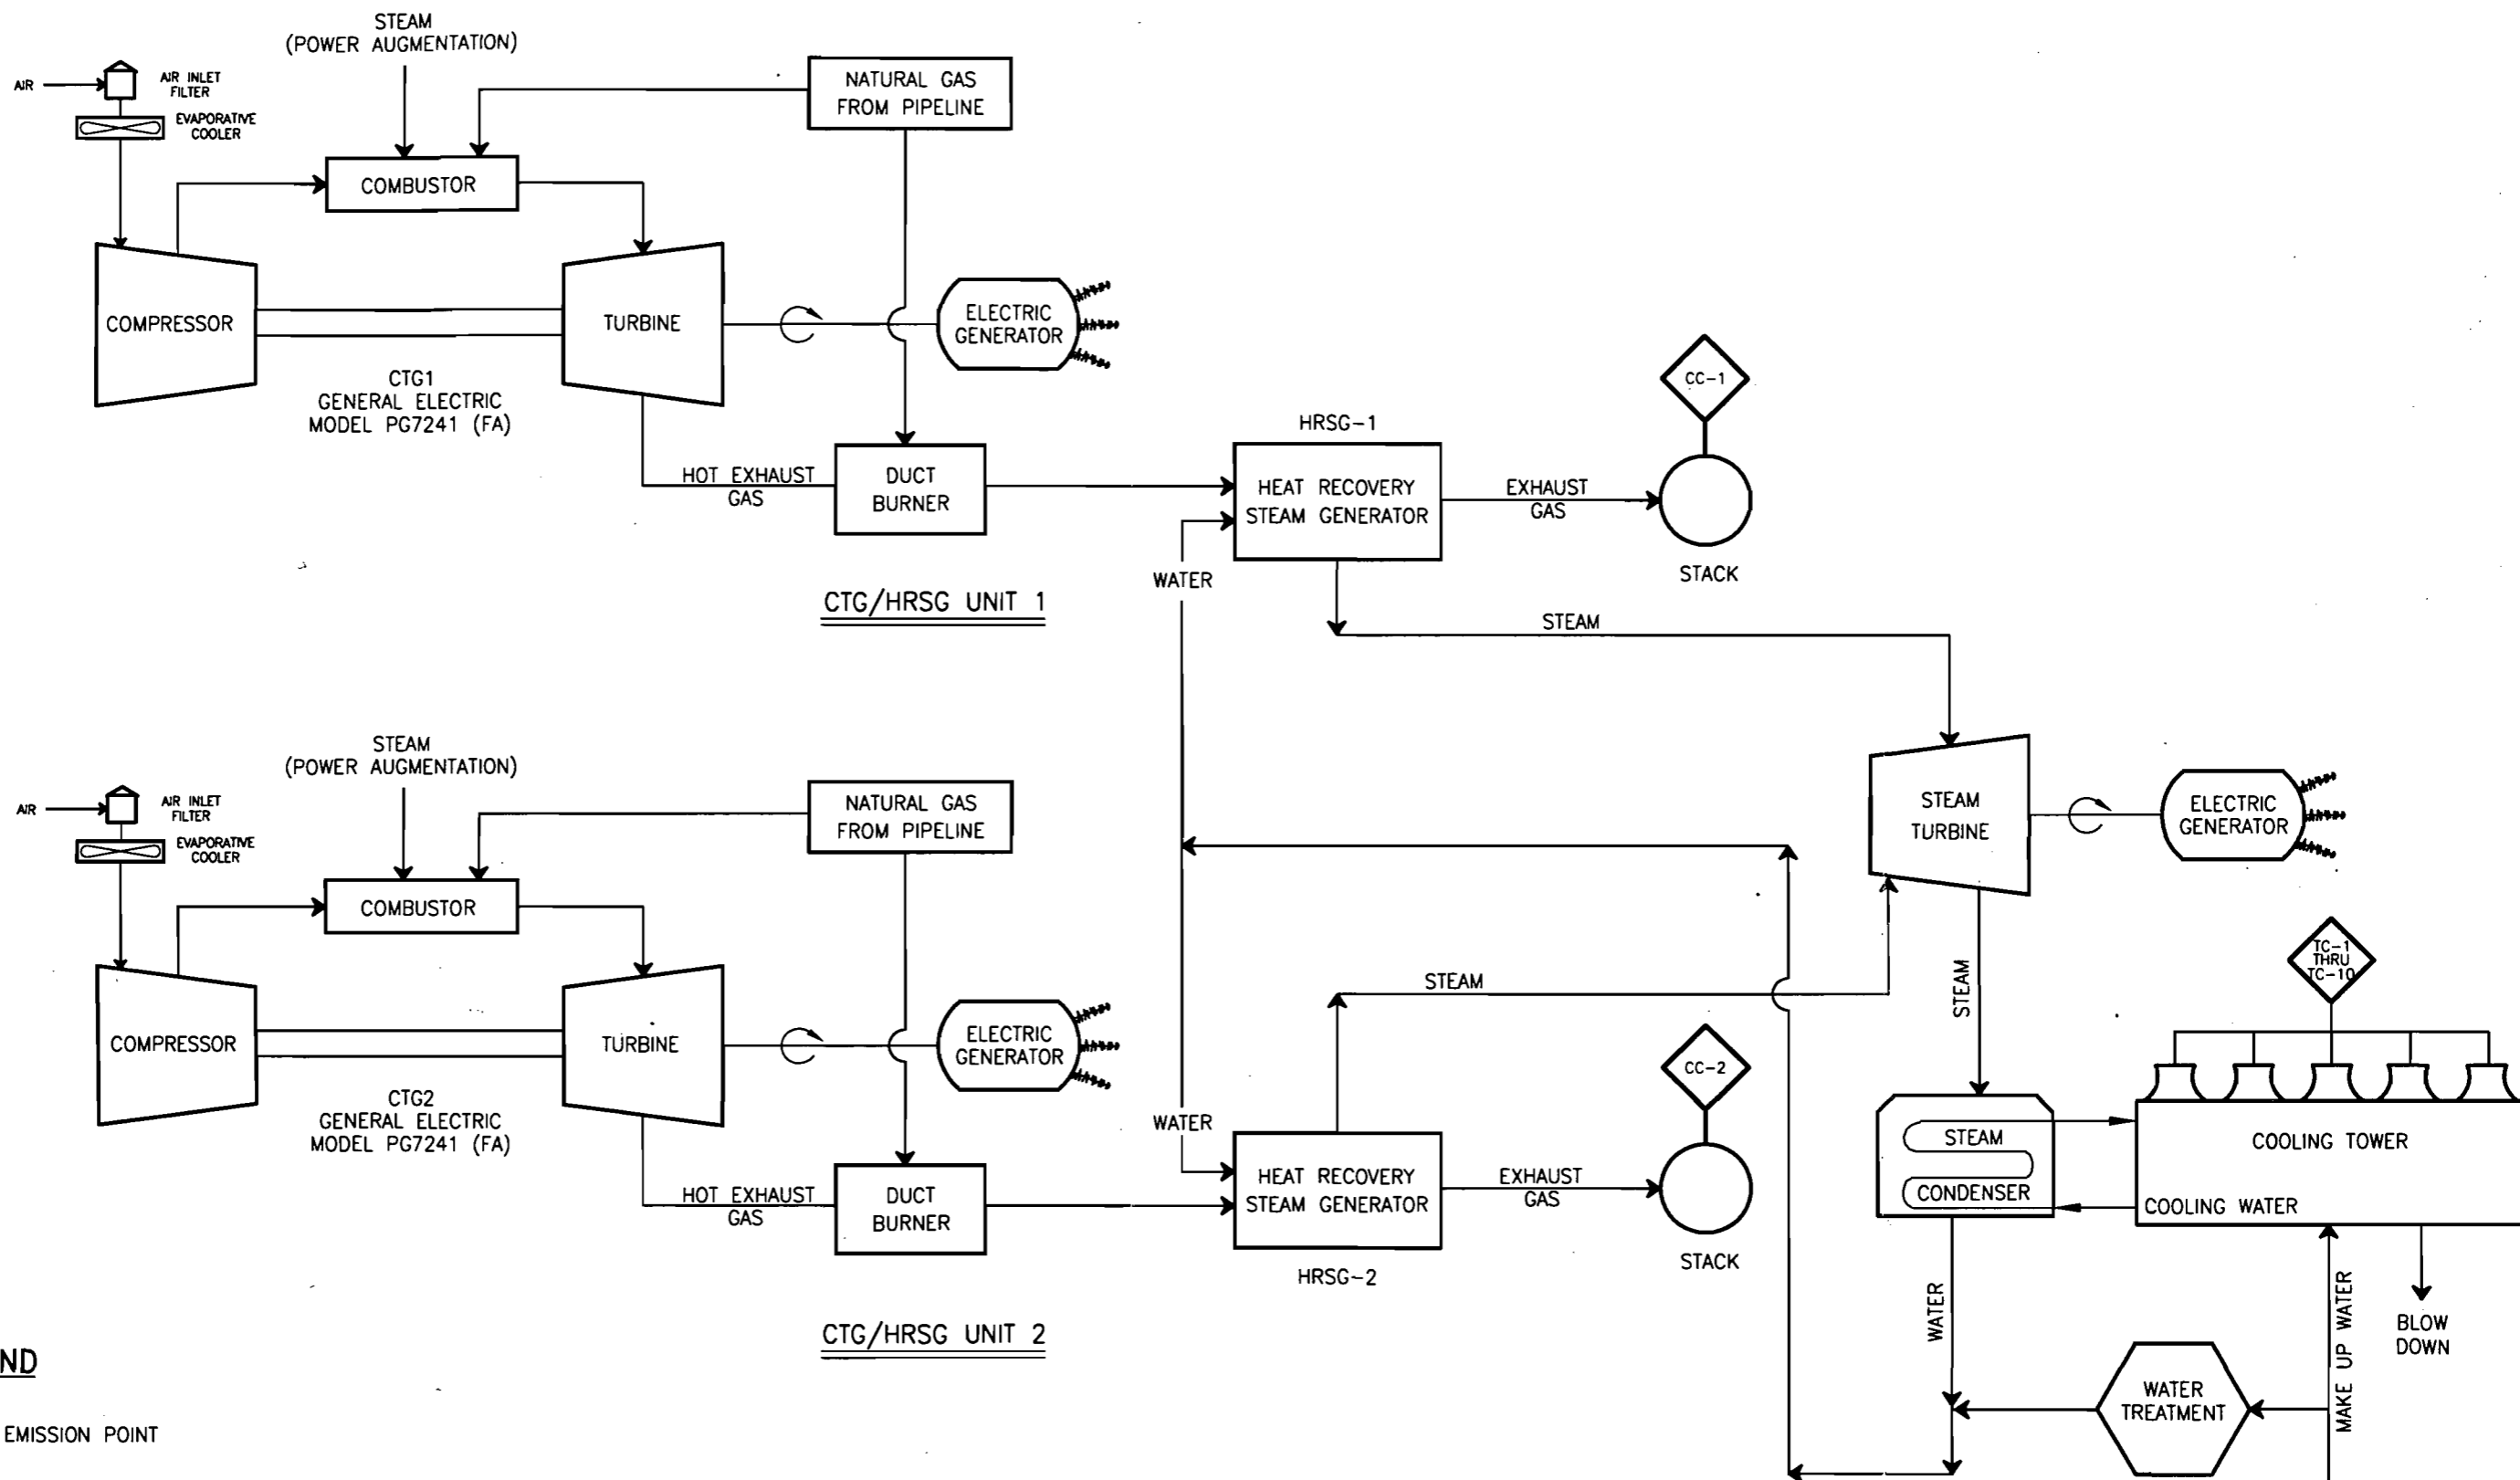 STEAM
(POWER AUGMENTATION)
AIR
AIR INLET
FILTER
EVAPORATIVE
COOLER
NATURAL GAS
FROM PIPELINE
COMBUSTOR
COMPRESSOR
TURBINE
ELECTRIC
GENERATOR
CTG1
GENERAL ELECTRIC
MODEL PG7241 (FA)
HOT EXHAUST
GAS
DUCT
BURNER
CTG/HRSG UNIT 1
HRSG-1
HEAT RECOVERY
STEAM GENERATOR
EXHAUST
GAS
CC-1
STACK
WATER
STEAM
STEAM
(POWER AUGMENTATION)
AIR
AIR INLET
FILTER
EVAPORATIVE
COOLER
NATURAL GAS
FROM PIPELINE
COMBUSTOR
COMPRESSOR
TURBINE
ELECTRIC
GENERATOR
CTG2
GENERAL ELECTRIC
MODEL PG7241 (FA)
HOT EXHAUST
GAS
DUCT
BURNER
CTG/HRSG UNIT 2
WATER
HEAT RECOVERY
STEAM GENERATOR
HRSG-2
STEAM
EXHAUST
GAS
CC-2
STACK
STEAM
TURBINE
ELECTRIC
GENERATOR
STEAM
TC-1
THRU
TC-10
STEAM
CONDENSER
COOLING TOWER
COOLING WATER
WATER
MAKE UP WATER
BLOW
DOWN
WATER
TREATMENT
ND
EMISSION POINT